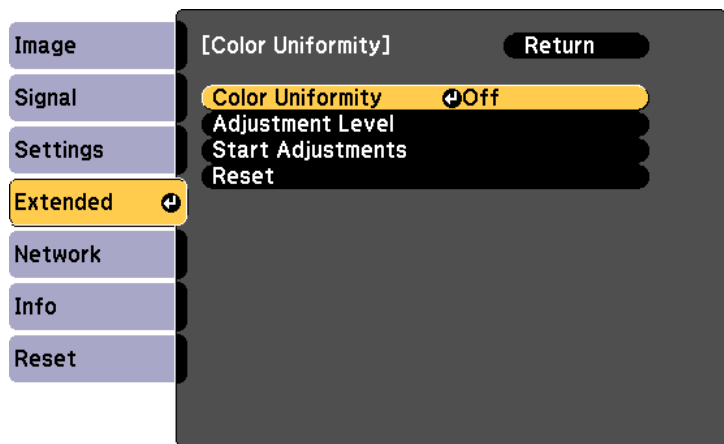 Image
Signal
Settings
Extended
Network
Info
Reset
[Color Uniformity] Return
Color Uniformity Off
Adjustment Level
Start Adjustments
Reset